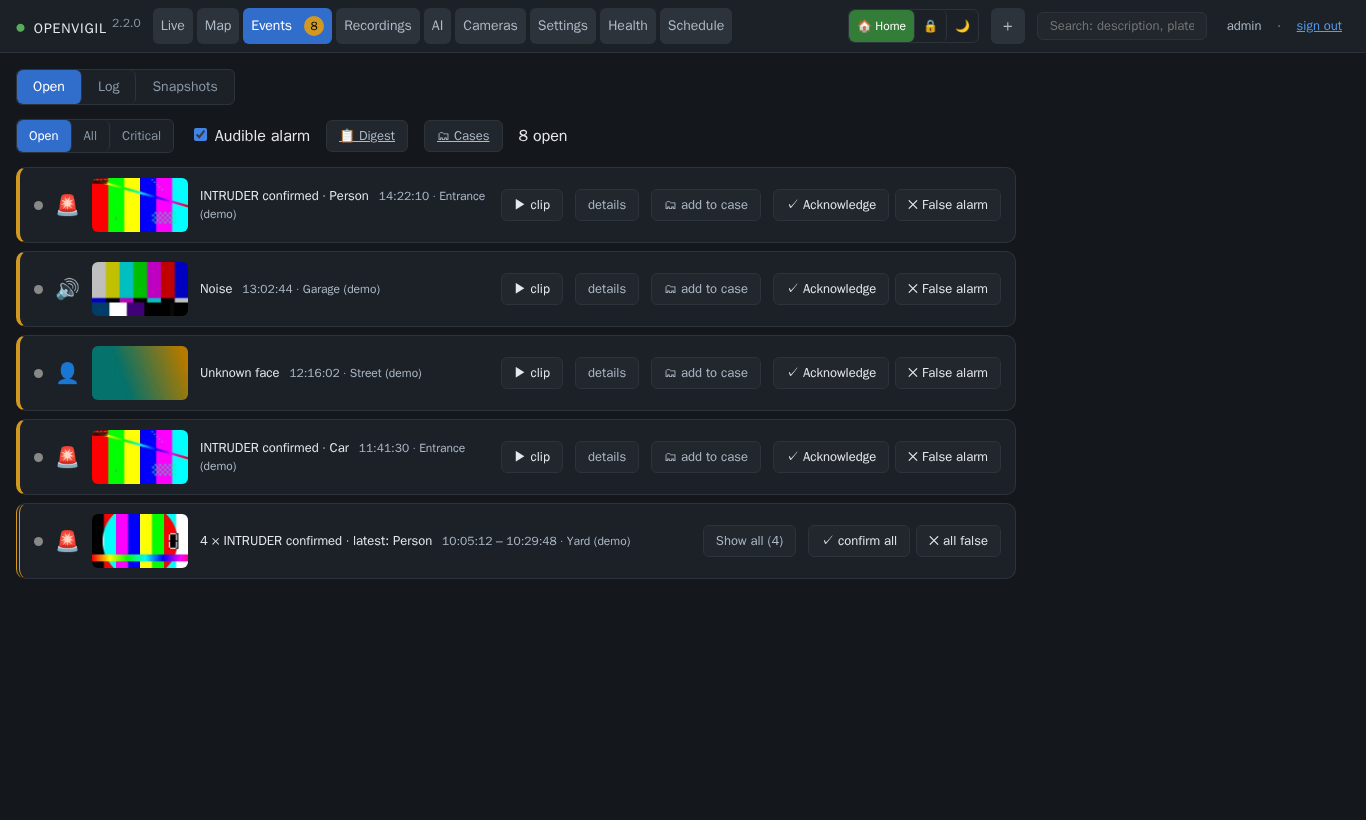 OPENVIGIL 2.2.0 Live Map Events 8 Recordings AI Cameras Settings Health Schedule 🏠 Home 🔒 🌙 + Search: description, plate admin · sign out
Open Log Snapshots
Open All Critical Audible alarm 📋 Digest 🗂 Cases 8 open
INTRUDER confirmed · Person 14:22:10 · Entrance
(demo)
▶ clip details 🗂 add to case ✓ Acknowledge ✕ False alarm
Noise 13:02:44 · Garage (demo) ▶ clip details 🗂 add to case ✓ Acknowledge ✕ False alarm
Unknown face 12:16:02 · Street (demo) ▶ clip details 🗂 add to case ✓ Acknowledge ✕ False alarm
INTRUDER confirmed · Car 11:41:30 · Entrance
(demo)
▶ clip details 🗂 add to case ✓ Acknowledge ✕ False alarm
4 × INTRUDER confirmed · latest: Person 10:05:12 – 10:29:48 · Yard (demo) Show all (4) ✓ confirm all ✕ all false